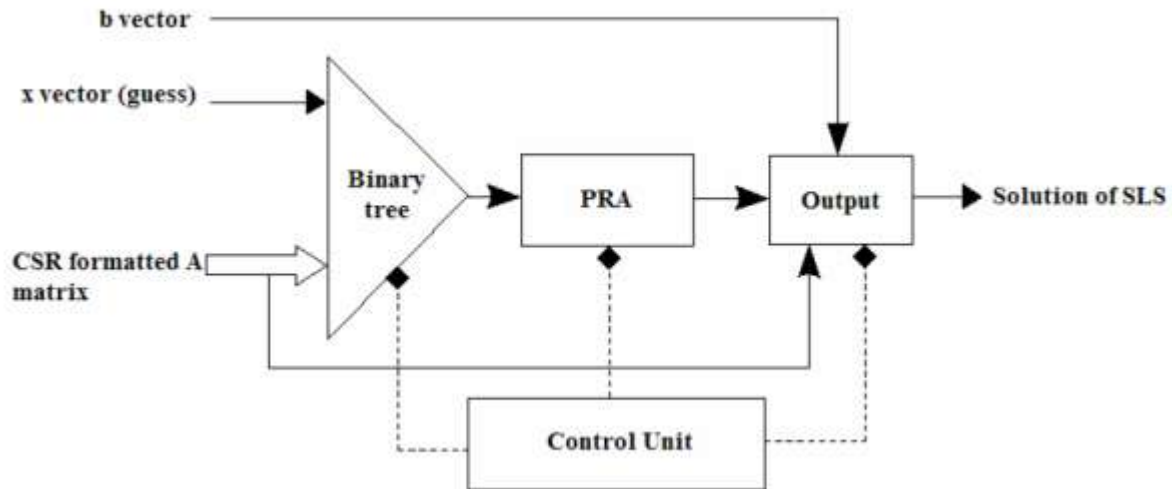 b vector
x vector (guess)
Binary
tree
PRA
Output
Solution of SLS
CSR formatted A
matrix
Control Unit